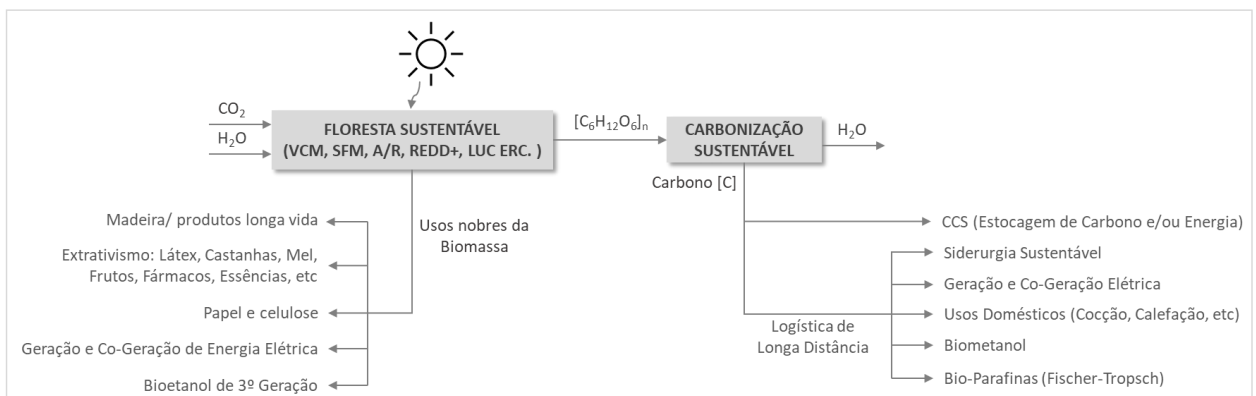 CO₂
H₂O
FLORESTA SUSTENTÁVEL
(VCM, SFM, A/R, REDD+, LUC ERC. )
[C₆H₁₂O₆]ₙ
CARBONIZAÇÃO
SUSTENTÁVEL
H₂O
Carbono [C]
Usos nobres da
Biomassa
Madeira/ produtos longa vida
Extrativismo: Látex, Castanhas, Mel,
Frutos, Fármacos, Essências, etc
Papel e celulose
Geração e Co-Geração de Energia Elétrica
Bioetanol de 3º Geração
CCS (Estocagem de Carbono e/ou Energia)
Siderurgia Sustentável
Geração e Co-Geração Elétrica
Usos Domésticos (Cocção, Calefação, etc)
Biometanol
Bio-Parafinas (Fischer-Tropsch)
Logística de
Longa Distância